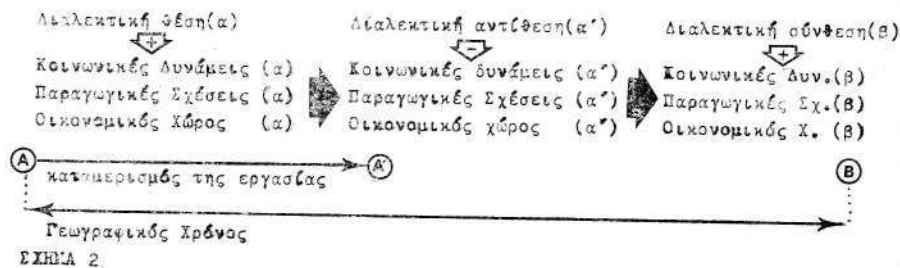 Διαλεκτική θέση(α) Διαλεκτική αντίθεση(α') Διαλεκτική σύνθεση(β)
+ - +
Κοινωνικές Δυνάμεις (α) Κοινωνικές δυνάμεις (α') Κοινωνικές Δυν.(β)
Παραγωγικές Σχέσεις (α) Παραγωγικές Σχέσεις (α') Παραγωγικές Σχ.(β)
Οικονομικός Χώρος (α) Οικονομικός χώρος (α') Οικονομικός Χ. (β)
Α Α' Β
καταμερισμός της εργασίας
Γεωγραφικός Χρόνος
ΣΧΗΜΑ 2